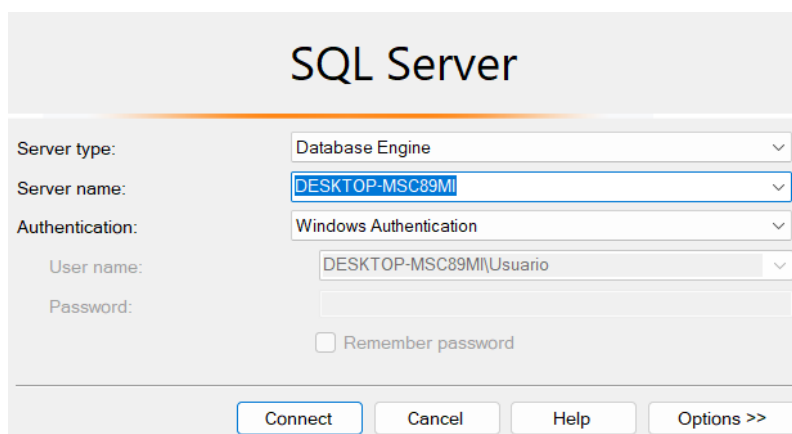 SQL Server
Server type: Database Engine
Server name: DESKTOP-MSC89MI
Authentication: Windows Authentication
User name: DESKTOP-MSC89MI\Usuario
Password:
Remember password
Connect Cancel Help Options >>